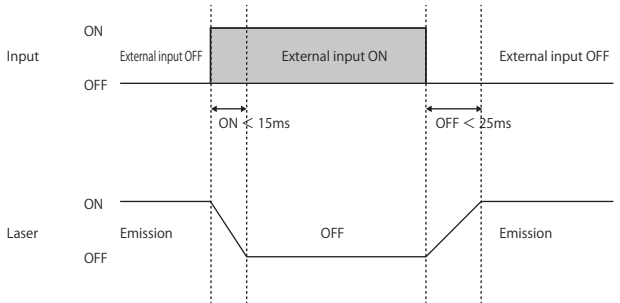 ON
Input
External input OFF
External input ON
External input OFF
OFF
ON < 15ms
OFF < 25ms
ON
Laser
Emission
OFF
Emission
OFF